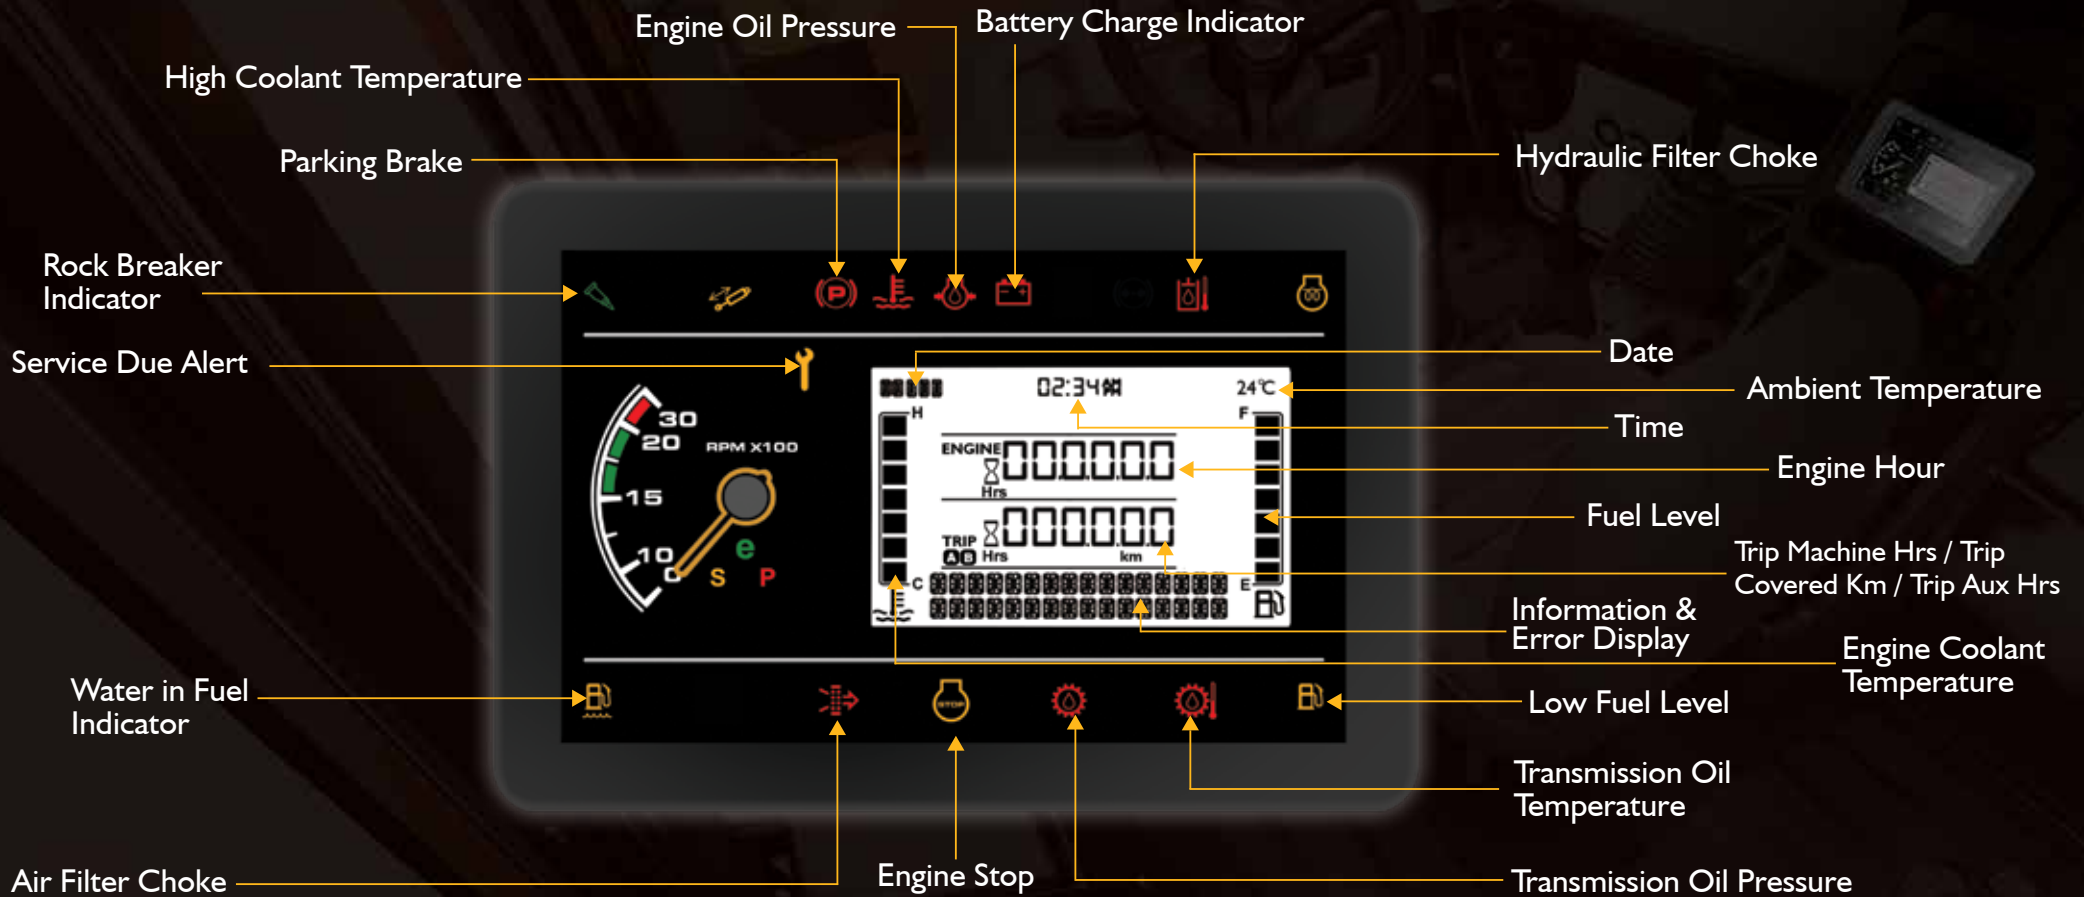 Engine Oil Pressure
Battery Charge Indicator
High Coolant Temperature
Parking Brake
Hydraulic Filter Choke
Rock Breaker
Indicator
Service Due Alert
Date
Ambient Temperature
Time
Engine Hour
Fuel Level
Trip Machine Hrs / Trip
Covered Km / Trip Aux Hrs
Information &
Error Display
Engine Coolant
Temperature
Water in Fuel
Indicator
Low Fuel Level
Transmission Oil
Temperature
Air Filter Choke
Engine Stop
Transmission Oil Pressure
P
30
20
RPM X100
15
10
0
S
e
P
02:34
24°C
H
F
ENGINE
000000
Hrs
TRIP
000000
A B Hrs
km
C
E
STOP